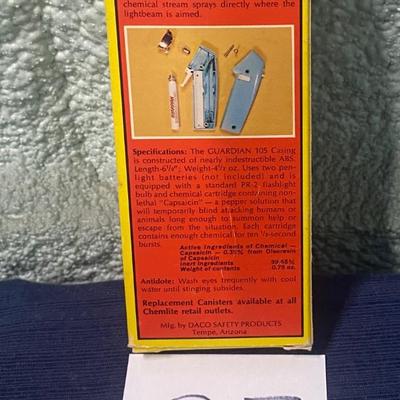 chemical stream sprays directly where the
lightbeam is aimed.
Specifications: The GUARDIAN 105 Casing
is constructed of nearly indestructible ABS.
Length-6¼"; Weight-4½ oz. Uses two pen-
light batteries (not included) and is
equipped with a standard PR-2 flashlight
bulb and chemical cartridge containing non-
lethal "Capsaicin" — a pepper solution that
will temporarily blind attacking humans or
animals long enough to summon help or
escape from the situation. Each cartridge
contains enough chemical for ten ½-second
bursts.
Active Ingredients of Chemical —
Capsaicin — 0.35% from Oleoresin
of Capsaicin
Inert Ingredients 99.65%
Weight of contents 0.75 oz.
Antidote: Wash eyes frequently with cool
water until stinging subsides.
Replacement Canisters available at all
Chemlite retail outlets.
Mfg. by DACO SAFETY PRODUCTS
Tempe, Arizona